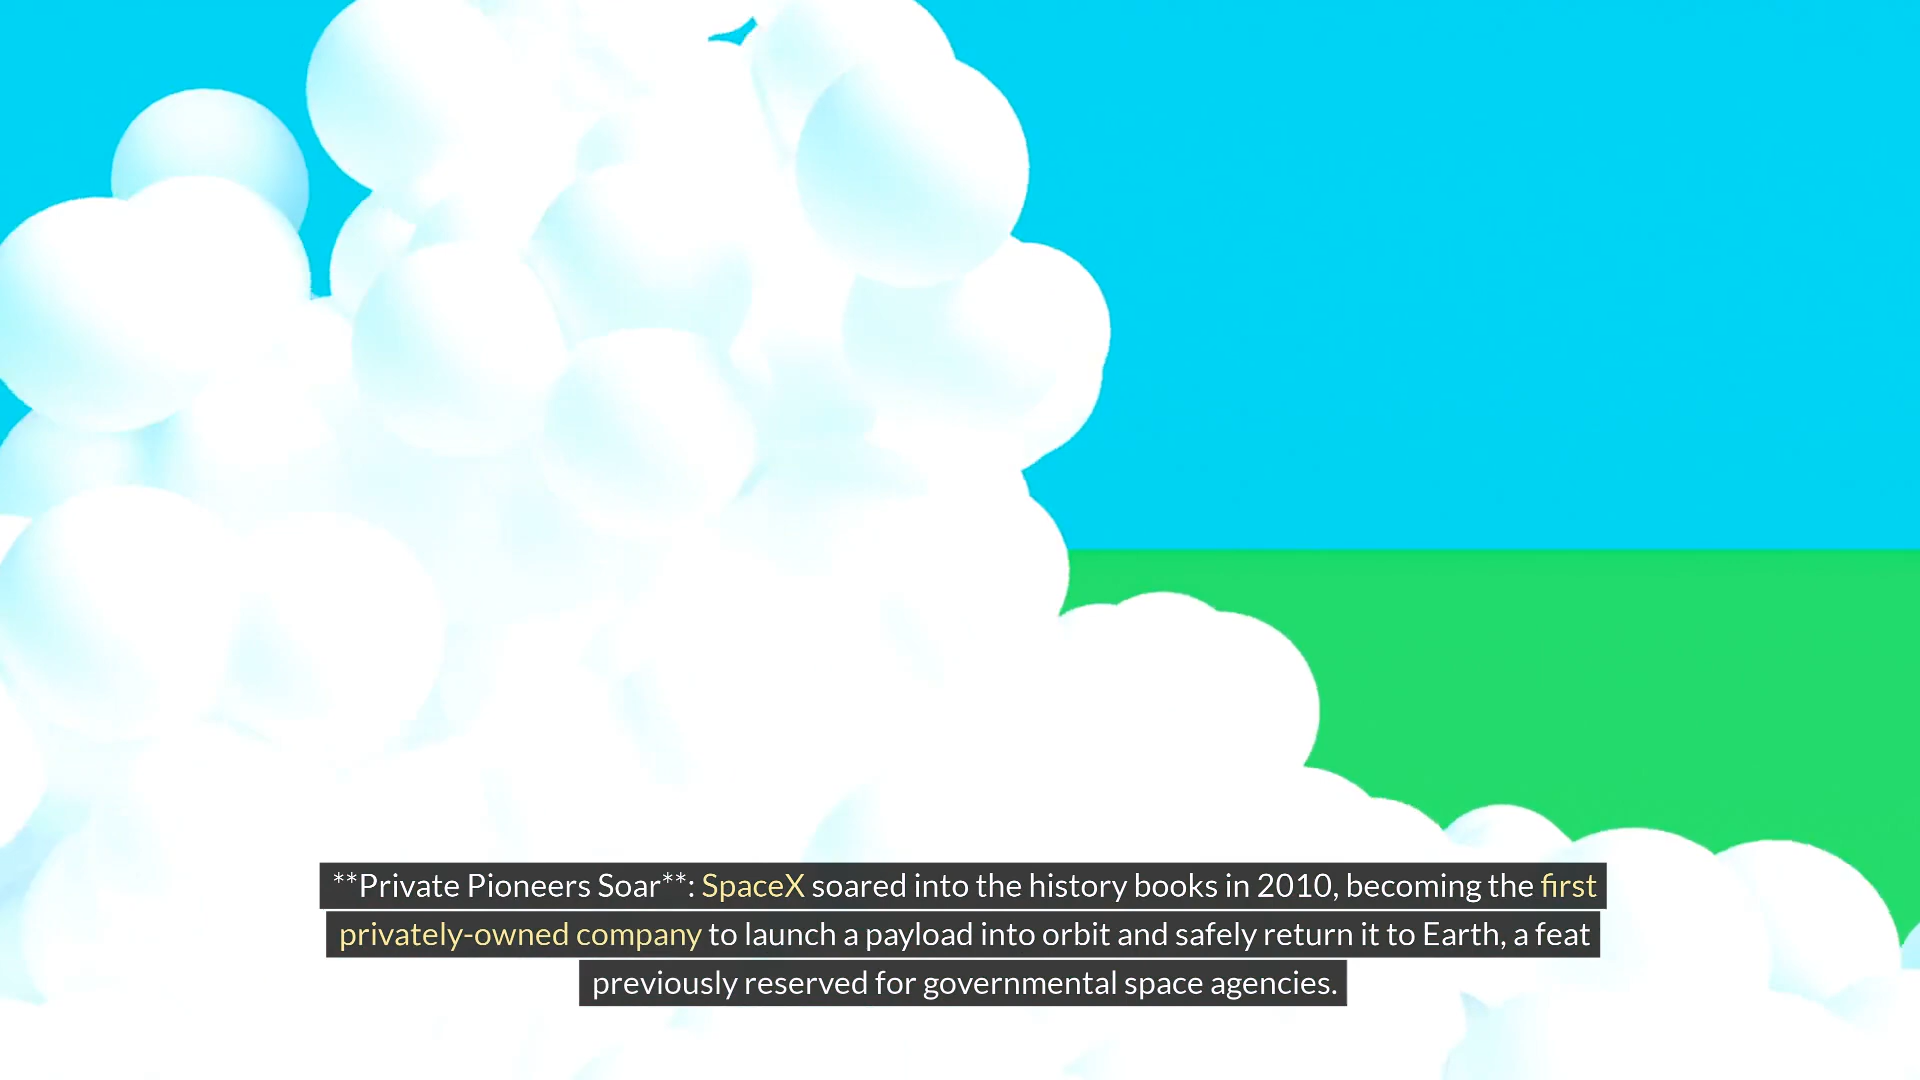 **Private Pioneers Soar**: SpaceX soared into the history books in 2010, becoming the first
privately-owned company to launch a payload into orbit and safely return it to Earth, a feat
previously reserved for governmental space agencies.